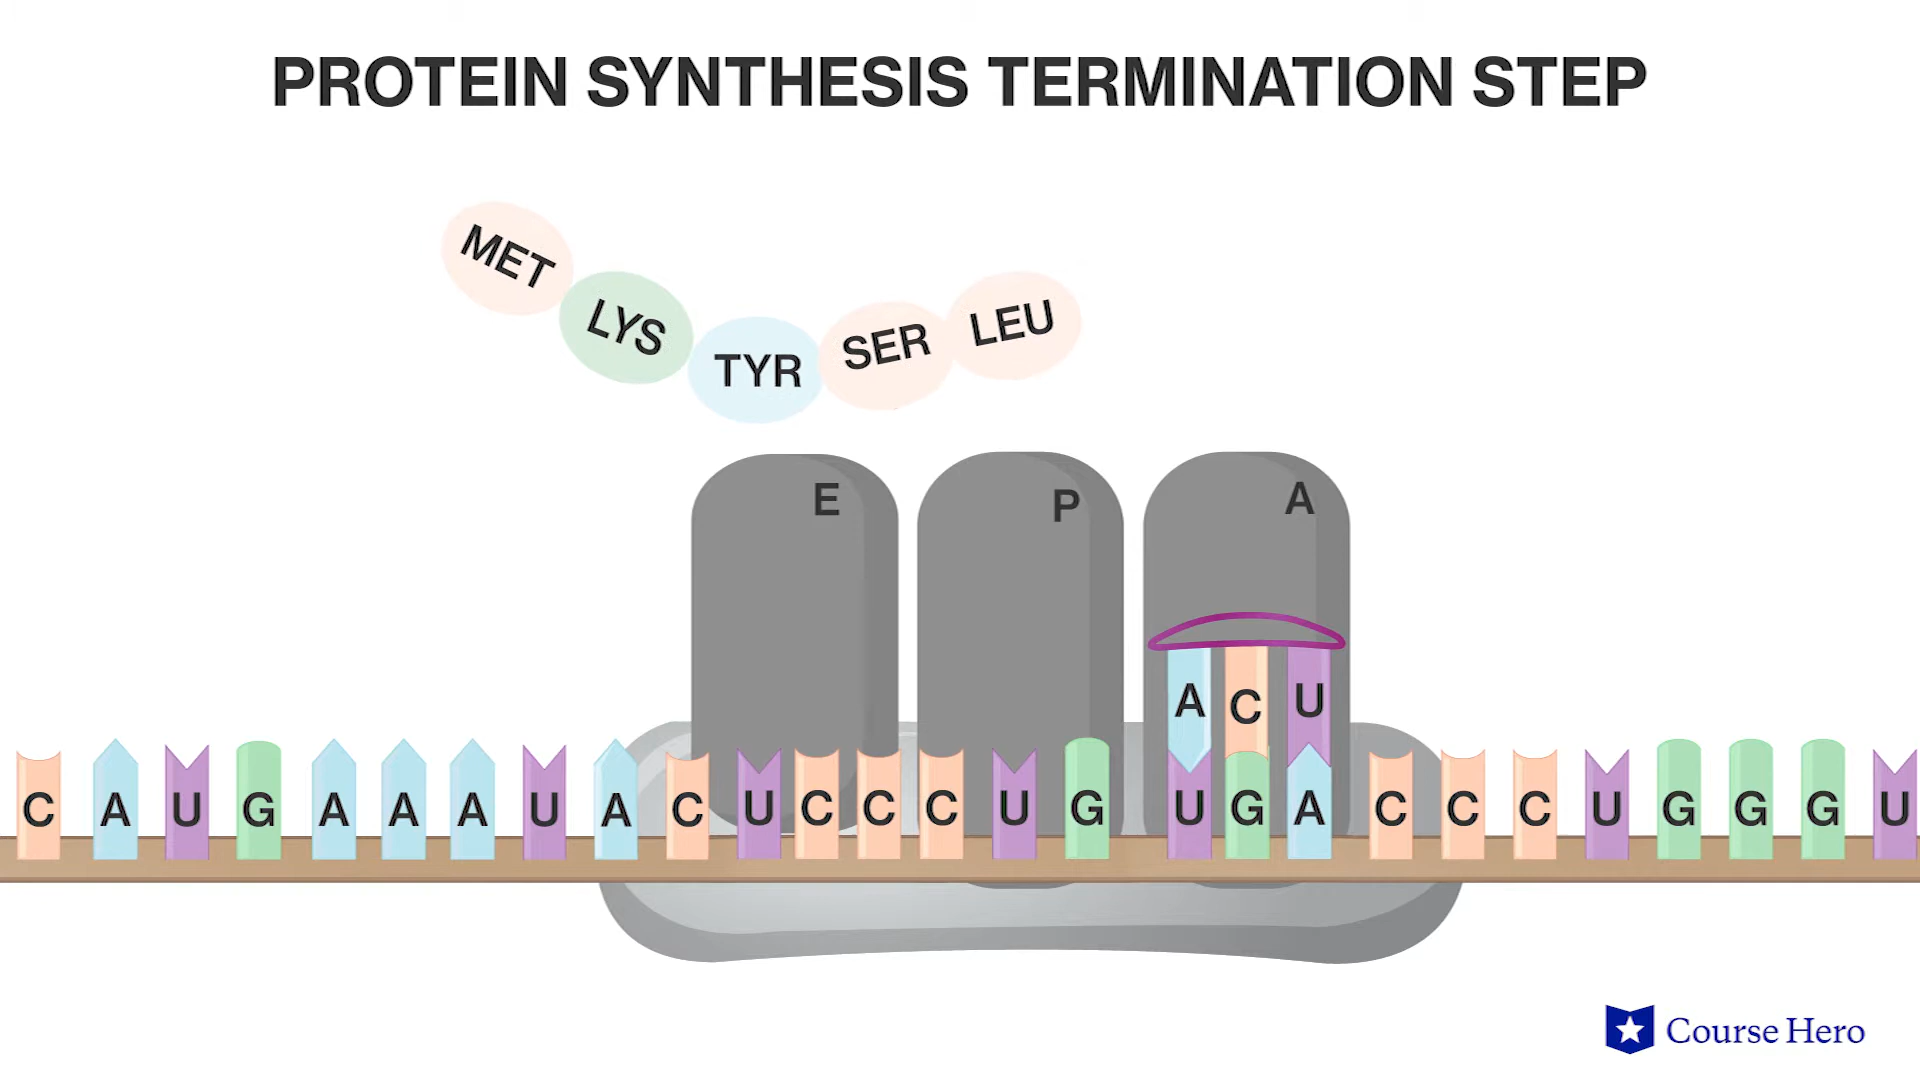 PROTEIN SYNTHESIS TERMINATION STEP
MET
LYS
TYR
SER
LEU
E P A
A C U
C A U G A A A U A C U C C C U G U G A C C C U G G G U
Course Hero